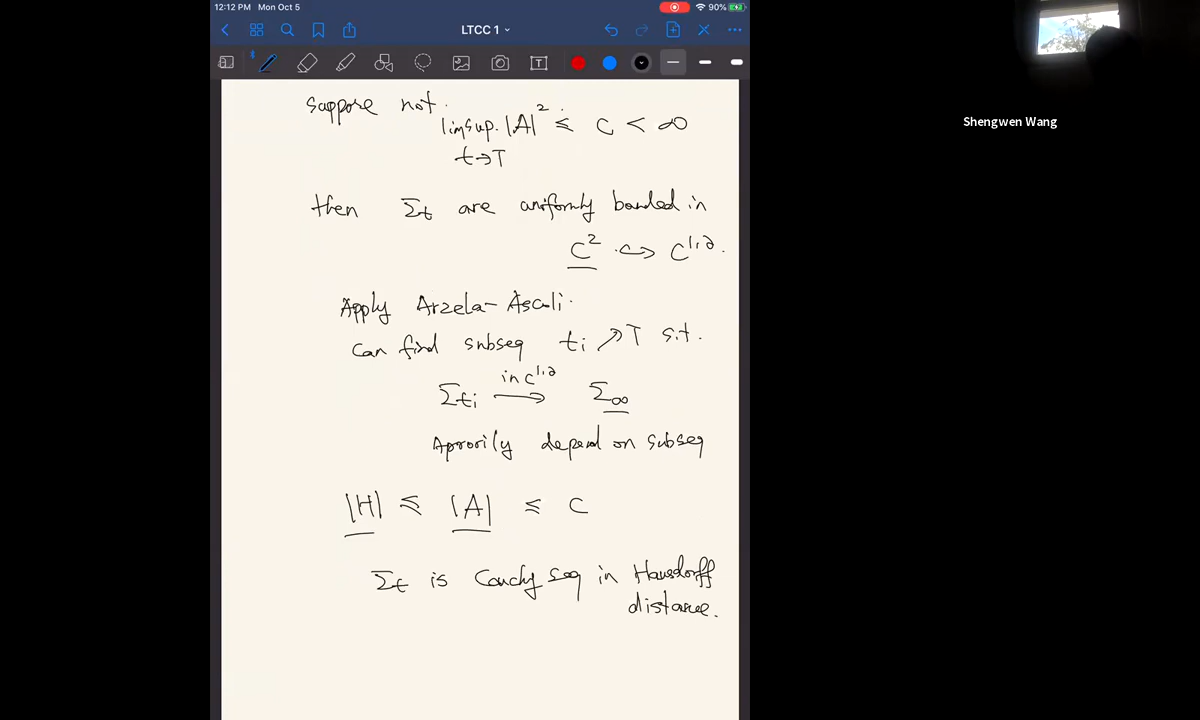 12:12 PM Mon Oct 5
90%
LTCC 1
Suppose not.
limsup. |A|² ≤ C < ∞
t→T
then Σt are uniformly bounded in
C² ↪ C^{1,α}.
Apply Arzela-Ascoli.
Can find subseq ti ↗ T s.t.
in C^{1,α}
Σti → Σ∞
Aprorily depend on subseq
|H| ≤ |A| ≤ C
Σt is Cauchy seq in Hausdorff
distance.
Shengwen Wang